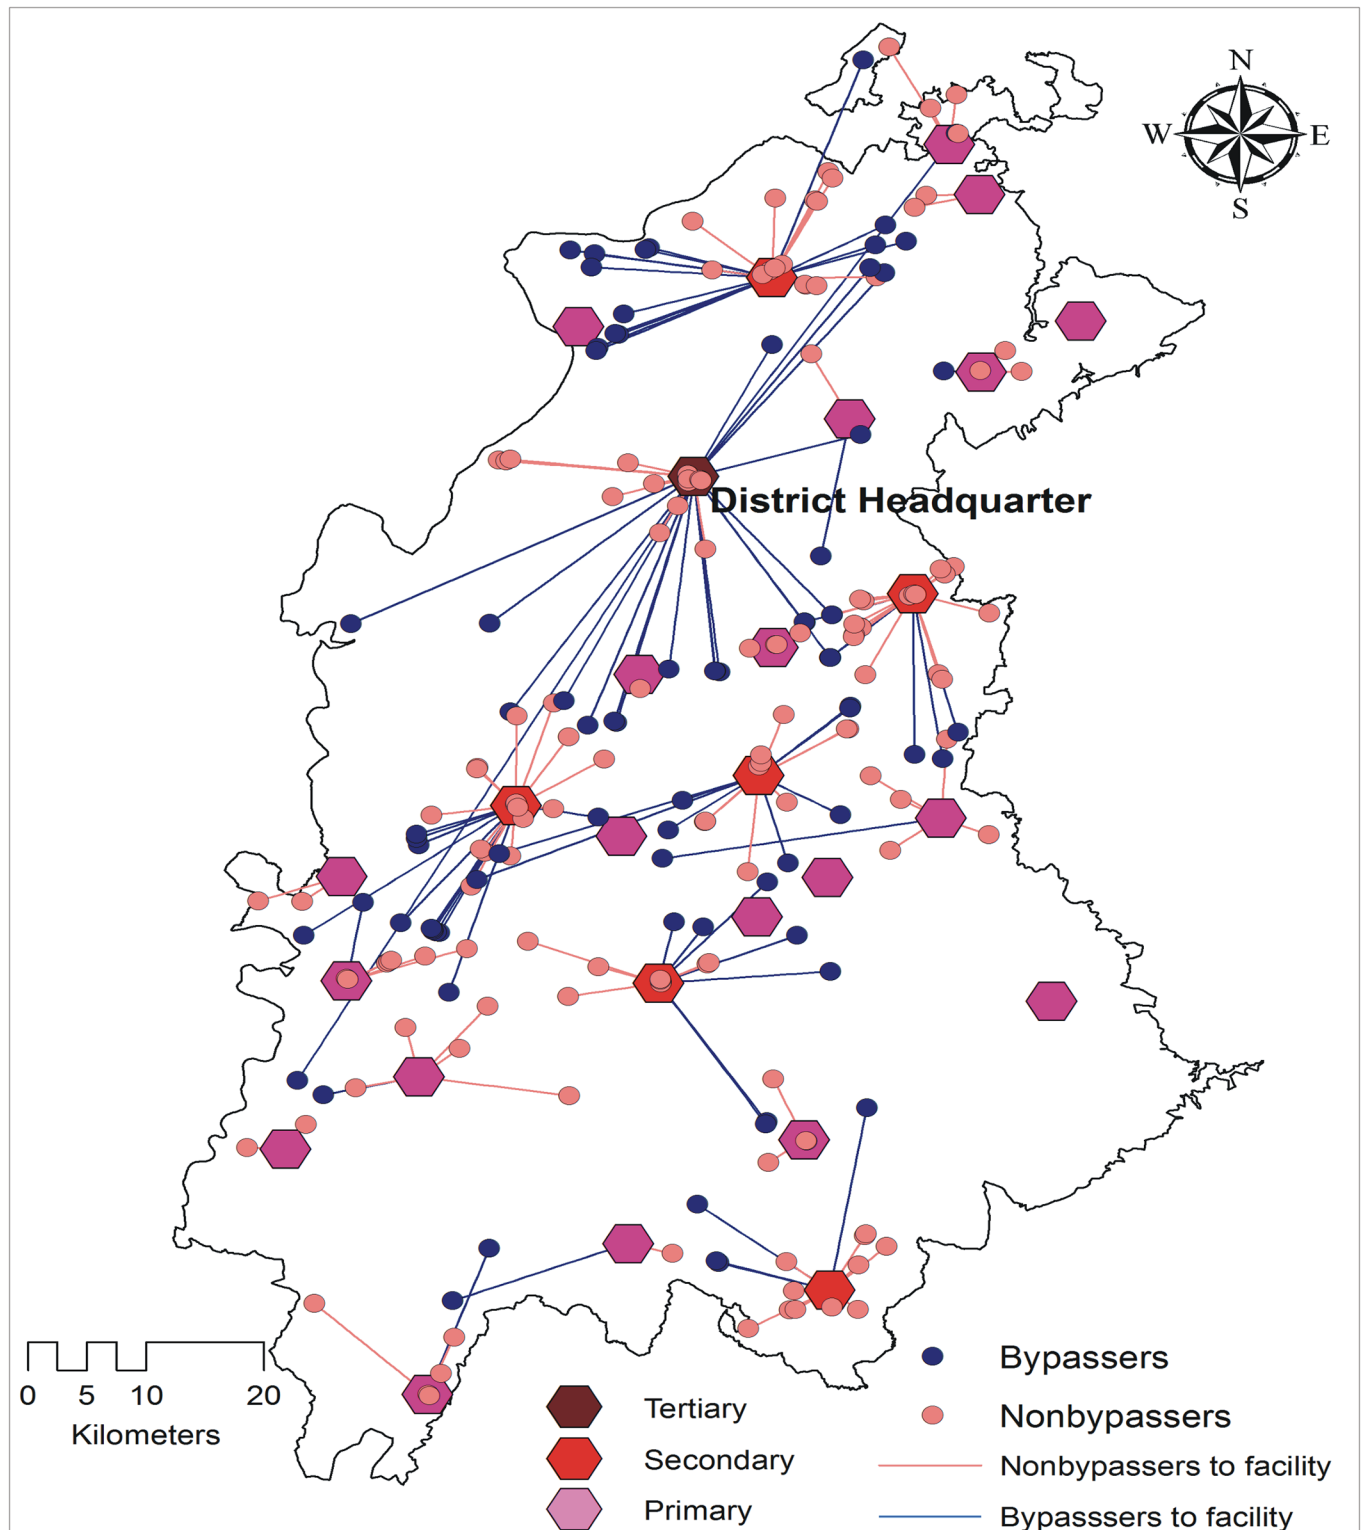 N
W E
S
District Headquarter
0 5 10 20
Kilometers
Tertiary
Secondary
Primary
Bypassers
Nonbypassers
Nonbypassers to facility
Bypasssers to facility